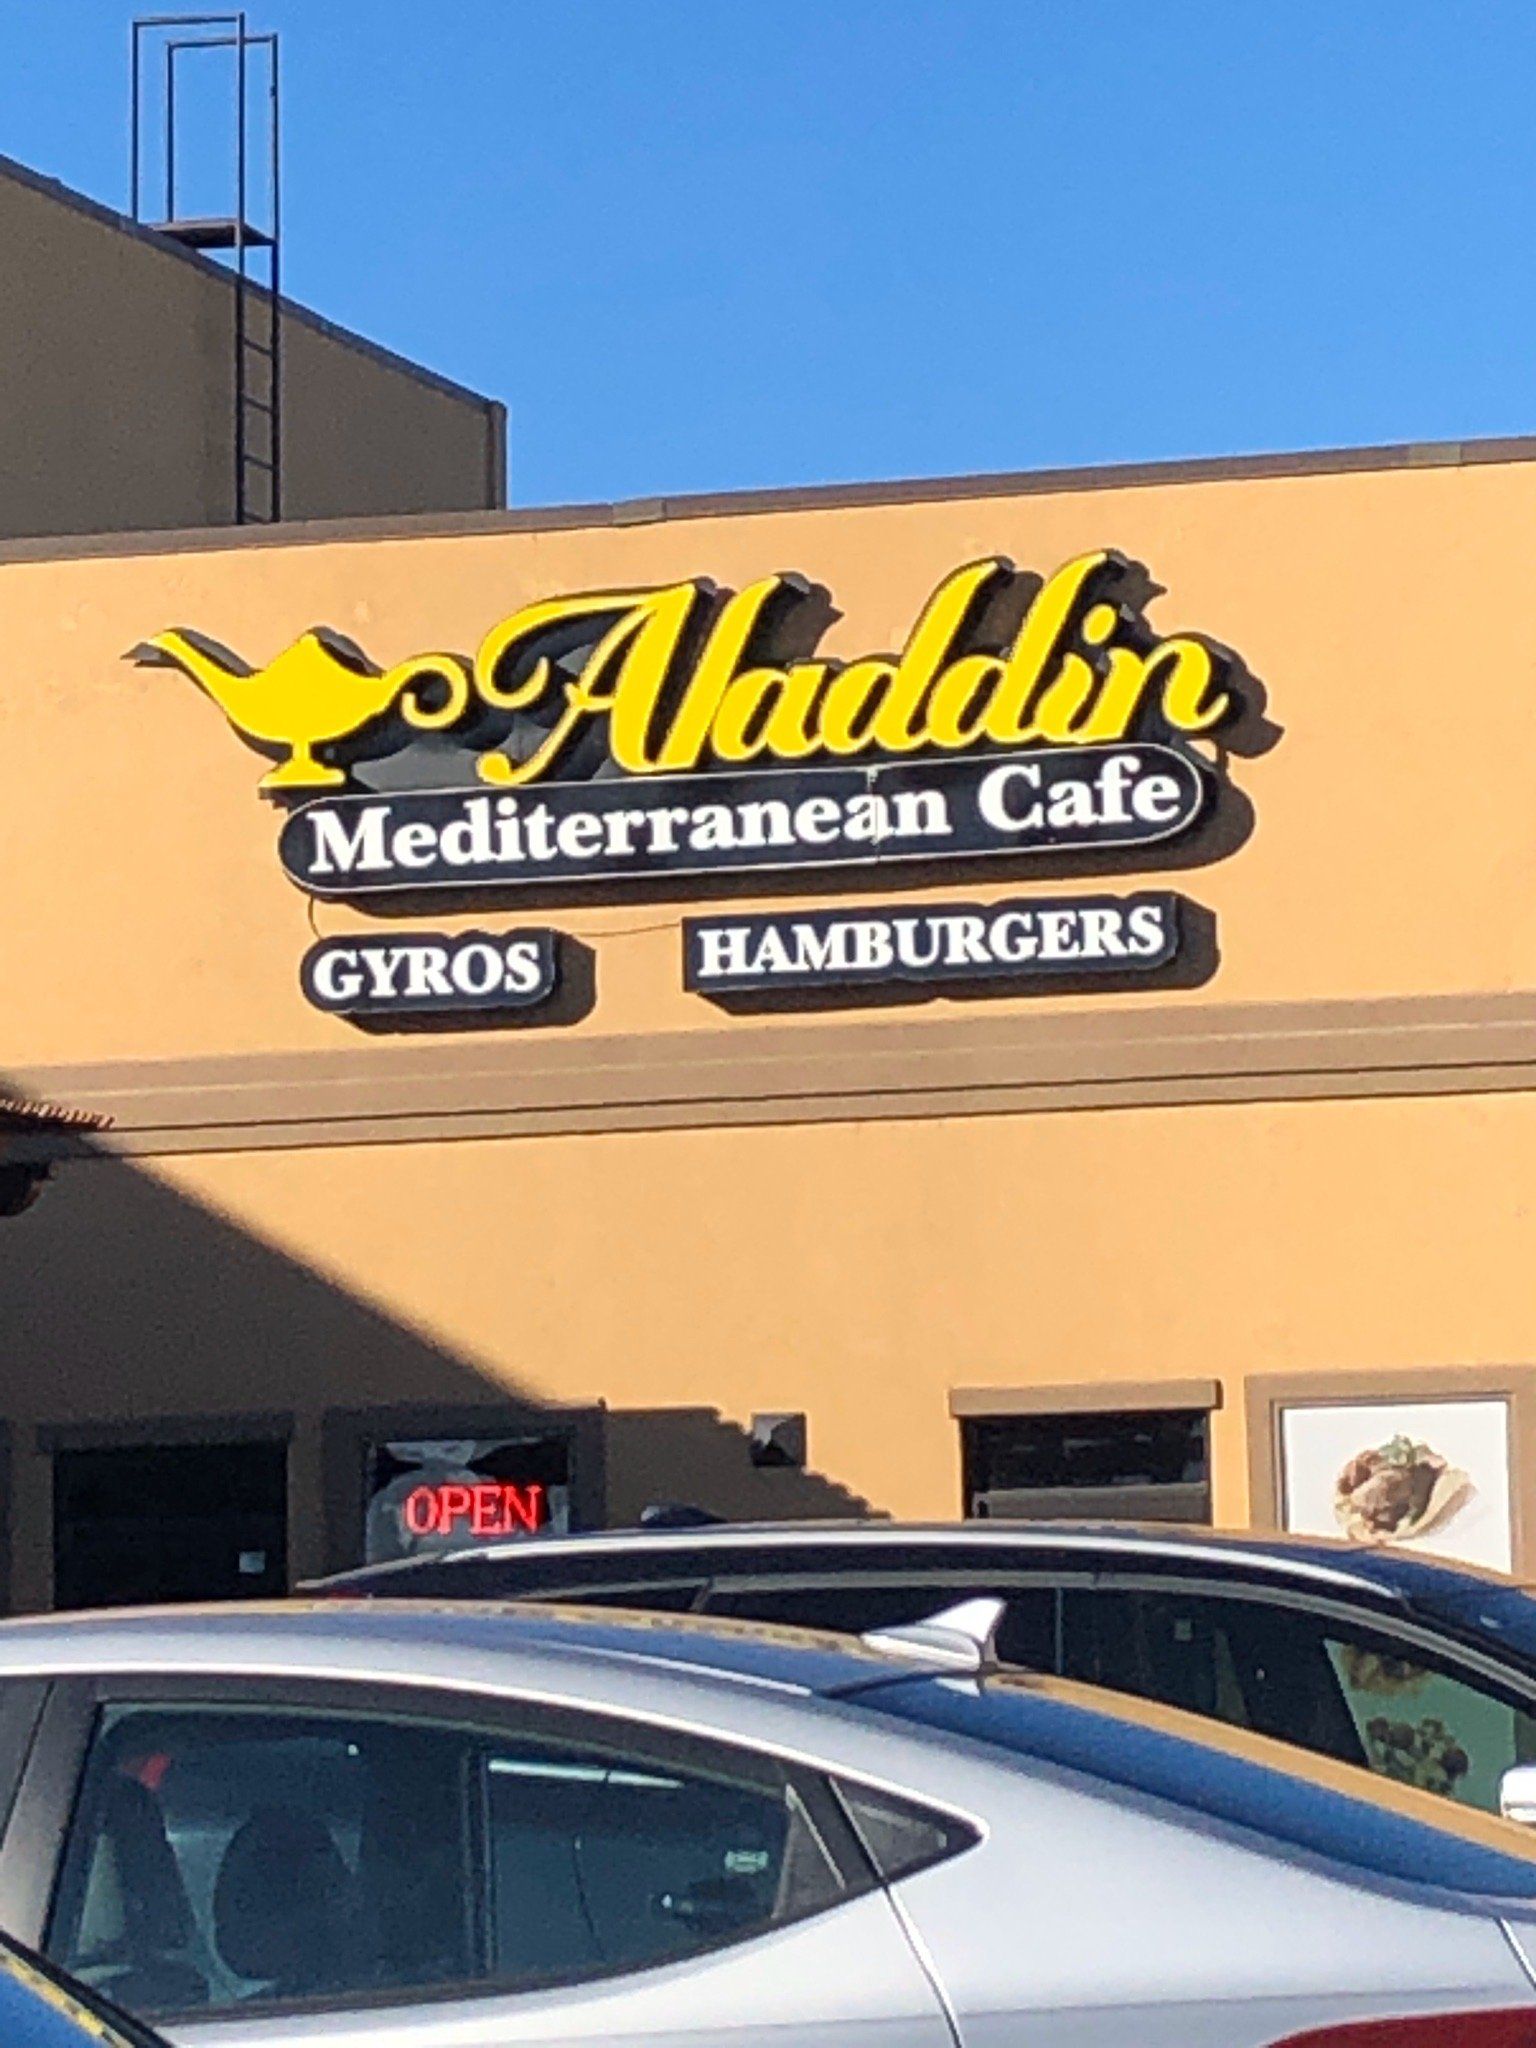 Aladdin
Mediterranean Cafe
GYROS HAMBURGERS
OPEN